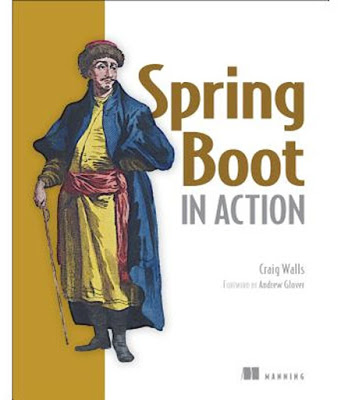 Spring
Boot
IN ACTION
Craig Walls
FOREWORD BY Andrew Glover
MANNING